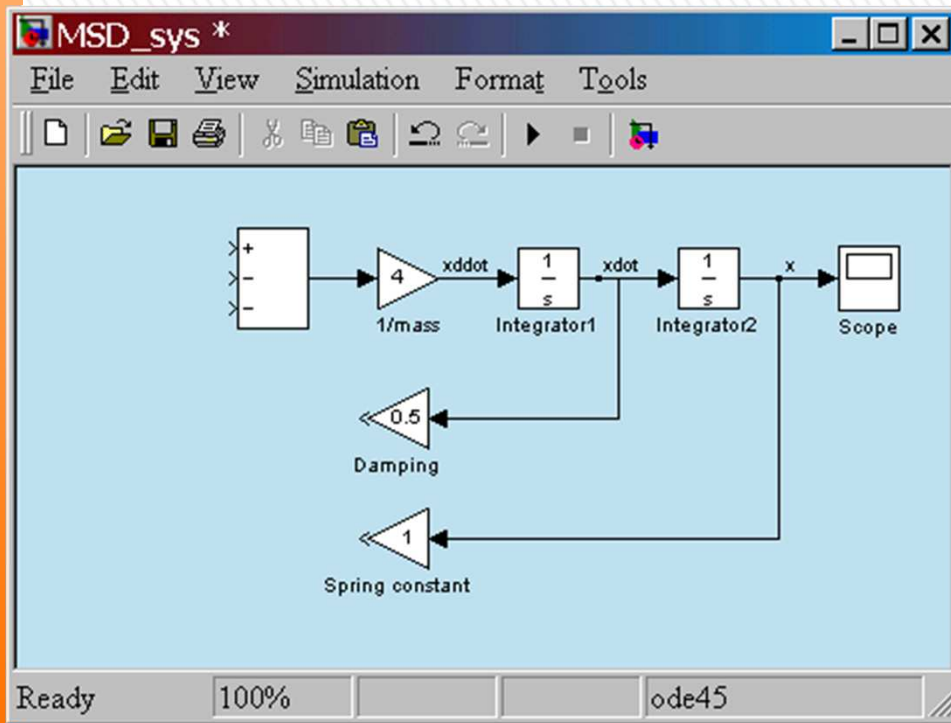 MSD_sys *
File Edit View Simulation Format Tools
+
−
−
4
xddot
1
s
xdot
1
s
x
1/mass
Integrator1
Integrator2
Scope
0.5
Damping
1
Spring constant
Ready 100% ode45